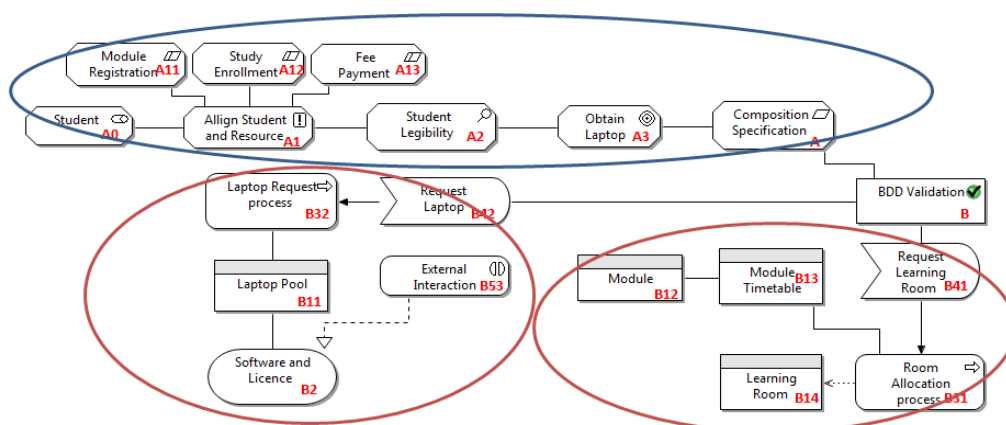 Module
Registration A11
Study
Enrollment A12
Fee
Payment A13
Student
A0
Allign Student
and Resource
A1
Student
Legibility
A2
Obtain
Laptop
A3
Composition
Specification
A
Laptop Request
process
B32
Request
Laptop
B42
BDD Validation
B
Request
Learning
Room
B41
Laptop Pool
B11
External
Interaction
B53
Module
B12
Module
Timetable
B13
Software and
Licence
B2
Learning
Room
B14
Room
Allocation
process
B31